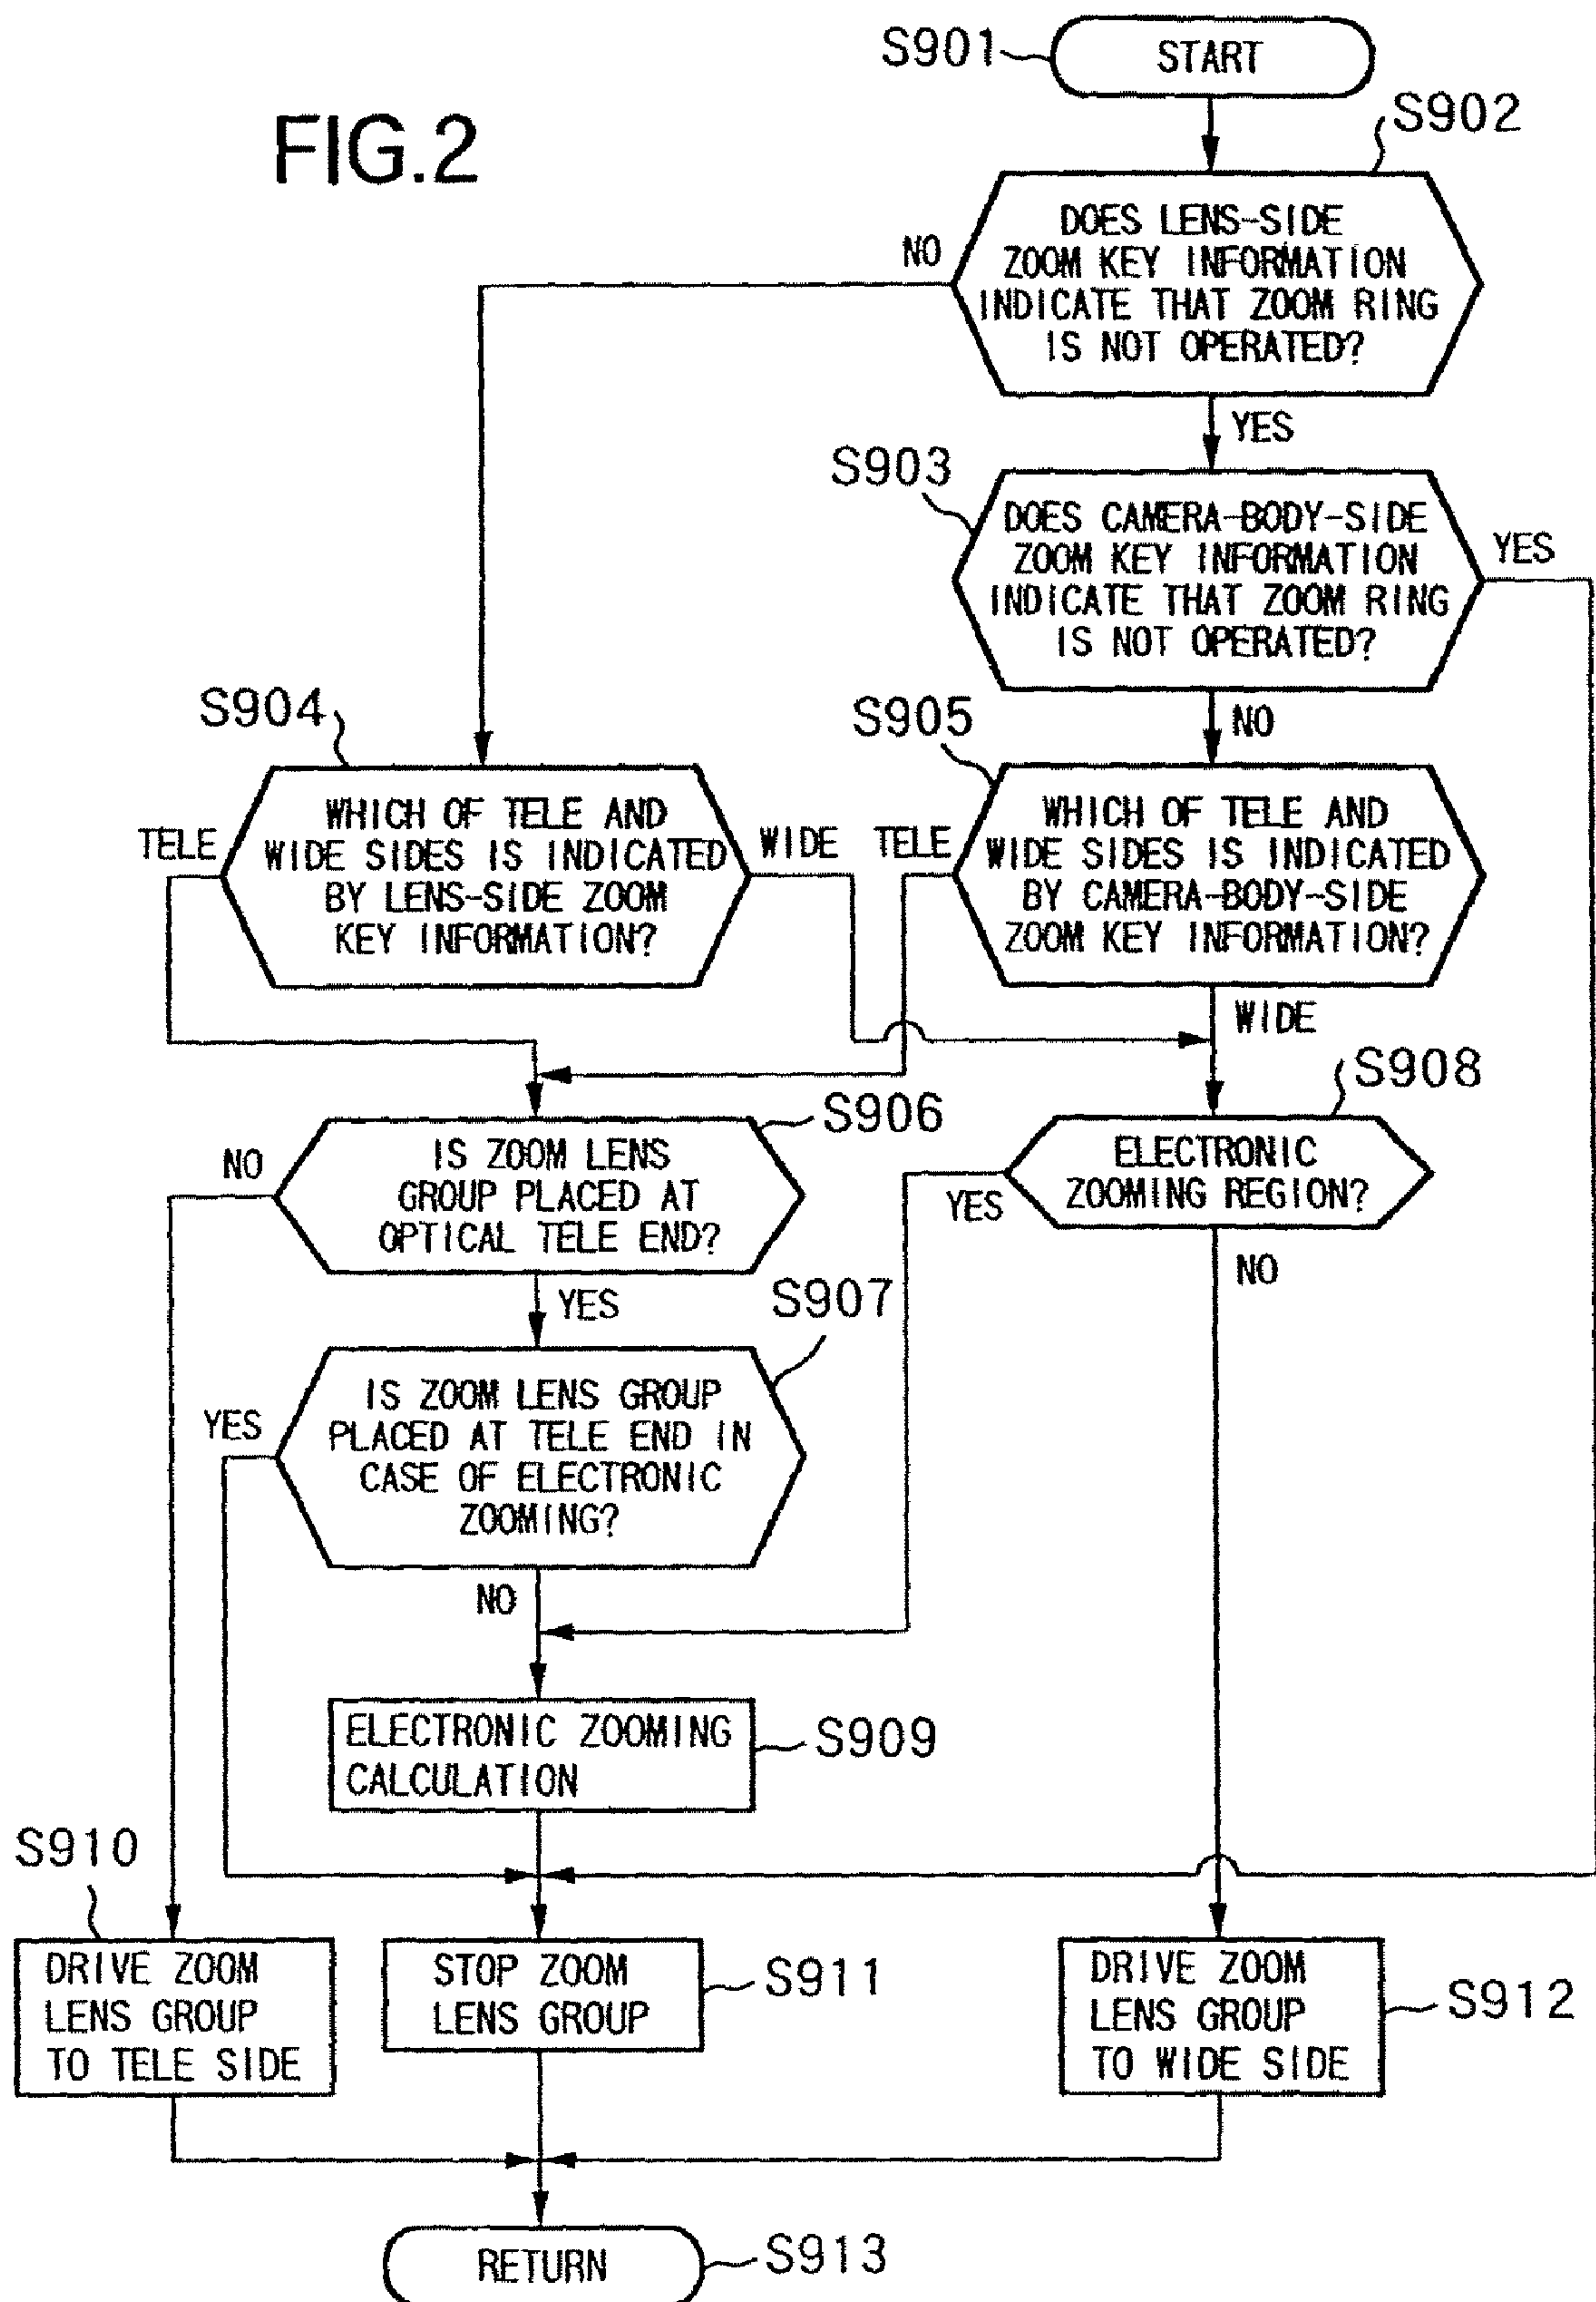 S901
START
FIG.2
S902
DOES LENS-SIDE
ZOOM KEY INFORMATION
INDICATE THAT ZOOM RING
IS NOT OPERATED?
NO
YES
S903
DOES CAMERA-BODY-SIDE
ZOOM KEY INFORMATION
INDICATE THAT ZOOM RING
IS NOT OPERATED?
YES
NO
S904
WHICH OF TELE AND
WIDE SIDES IS INDICATED
BY LENS-SIDE ZOOM
KEY INFORMATION?
TELE
WIDE
S905
WHICH OF TELE AND
WIDE SIDES IS INDICATED
BY CAMERA-BODY-SIDE
ZOOM KEY INFORMATION?
TELE
WIDE
S906
IS ZOOM LENS
GROUP PLACED AT
OPTICAL TELE END?
NO
YES
S908
ELECTRONIC
ZOOMING REGION?
YES
NO
S907
IS ZOOM LENS GROUP
PLACED AT TELE END IN
CASE OF ELECTRONIC
ZOOMING?
YES
NO
ELECTRONIC ZOOMING
CALCULATION
S909
S910
DRIVE ZOOM
LENS GROUP
TO TELE SIDE
STOP ZOOM
LENS GROUP
S911
DRIVE ZOOM
LENS GROUP
TO WIDE SIDE
S912
RETURN
S913